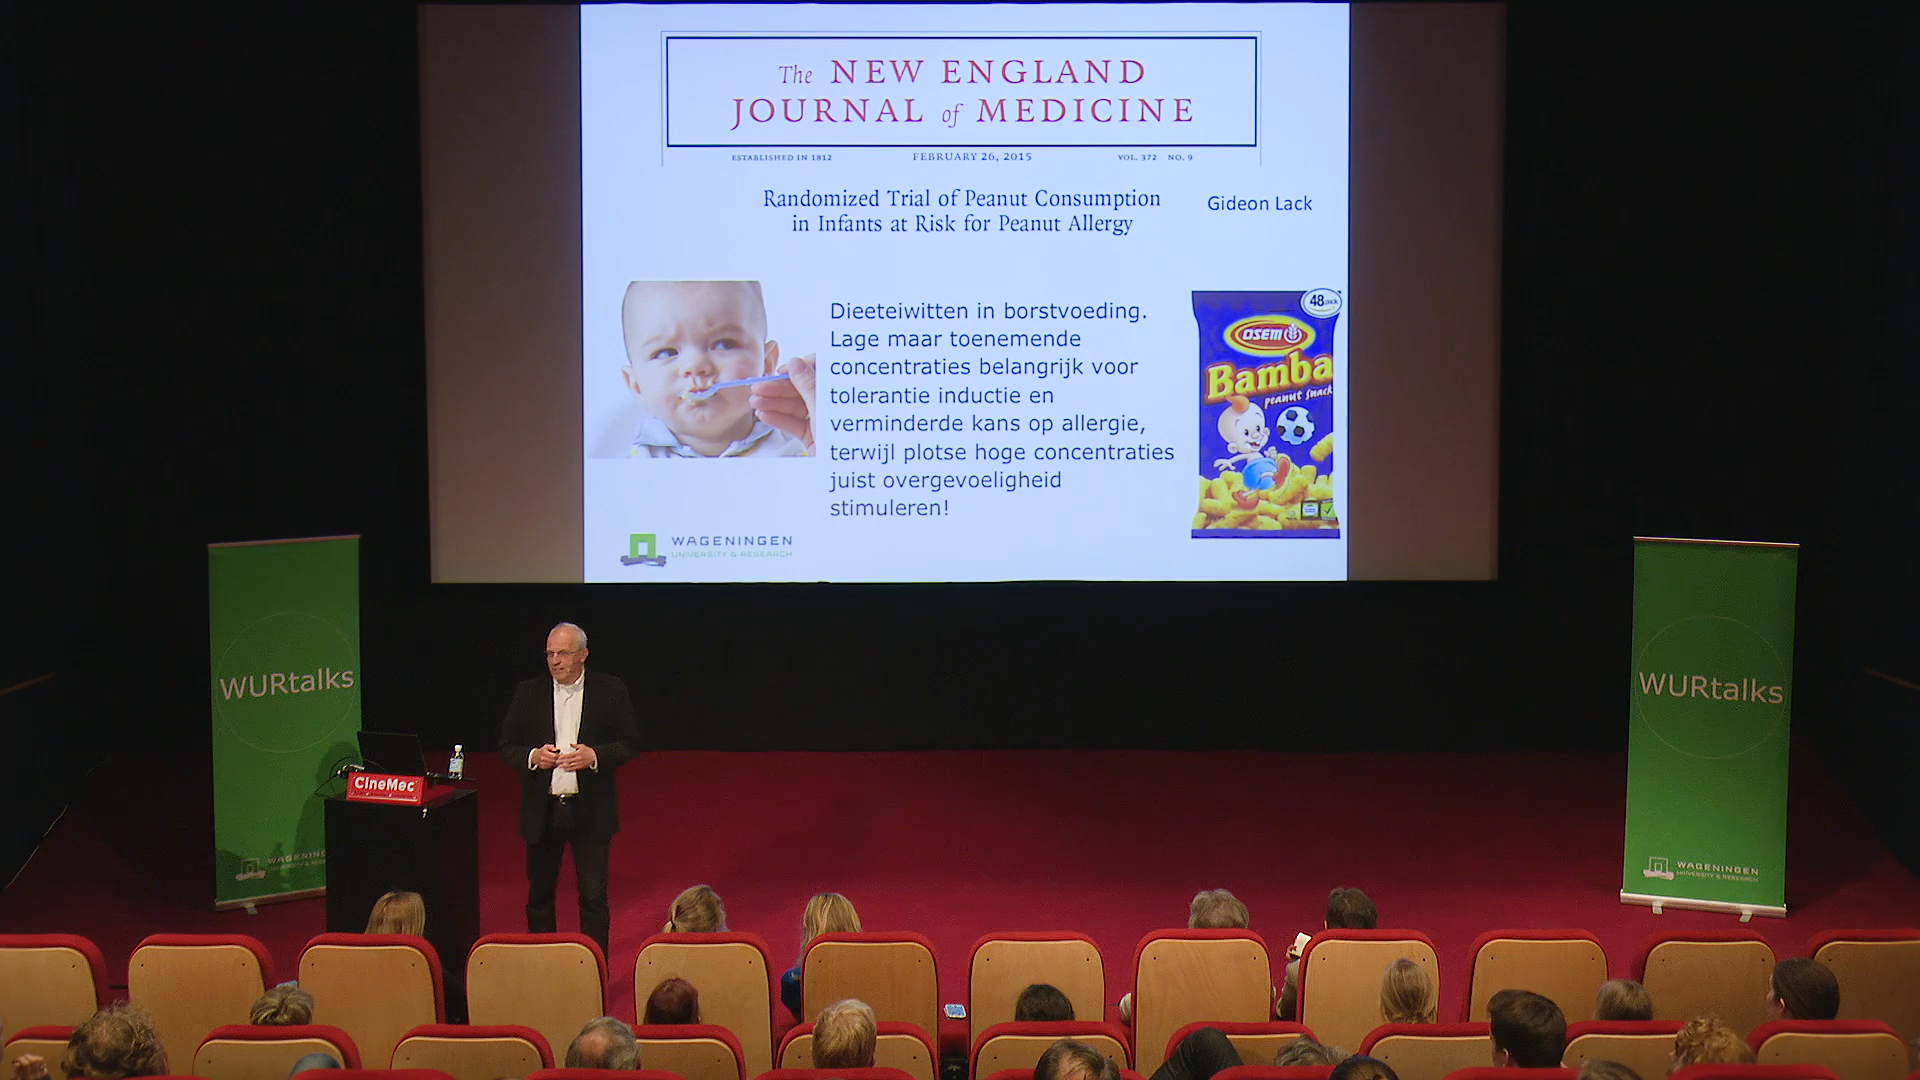 The NEW ENGLAND
JOURNAL of MEDICINE
ESTABLISHED IN 1812 FEBRUARY 26, 2015 VOL. 372 NO. 9
Randomized Trial of Peanut Consumption
in Infants at Risk for Peanut Allergy
Gideon Lack
Dieeteiwitten in borstvoeding.
Lage maar toenemende
concentraties belangrijk voor
tolerantie inductie en
verminderde kans op allergie,
terwijl plotse hoge concentraties
juist overgevoeligheid
stimuleren!
48 pack
OSEM
Bamba
peanut snack
WAGENINGEN
UNIVERSITY & RESEARCH
WURtalks
CineMec
WAGENINGEN
WURtalks
WAGENINGEN
UNIVERSITY & RESEARCH